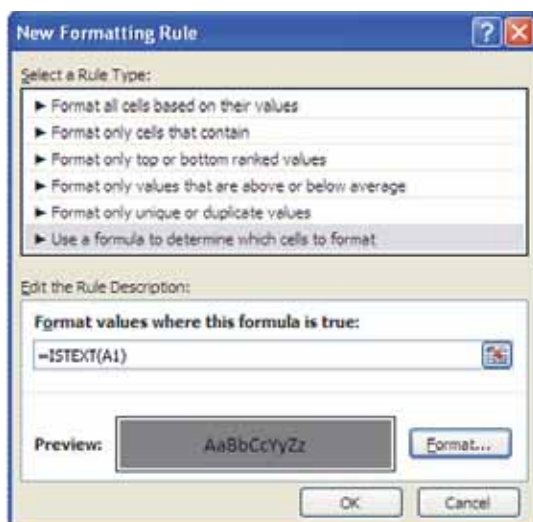 New Formatting Rule
Select a Rule Type:
► Format all cells based on their values
► Format only cells that contain
► Format only top or bottom ranked values
► Format only values that are above or below average
► Format only unique or duplicate values
► Use a formula to determine which cells to format
Edit the Rule Description:
Format values where this formula is true:
=ISTEXT(A1)
Preview: AaBbCcYyZz Format...
OK Cancel